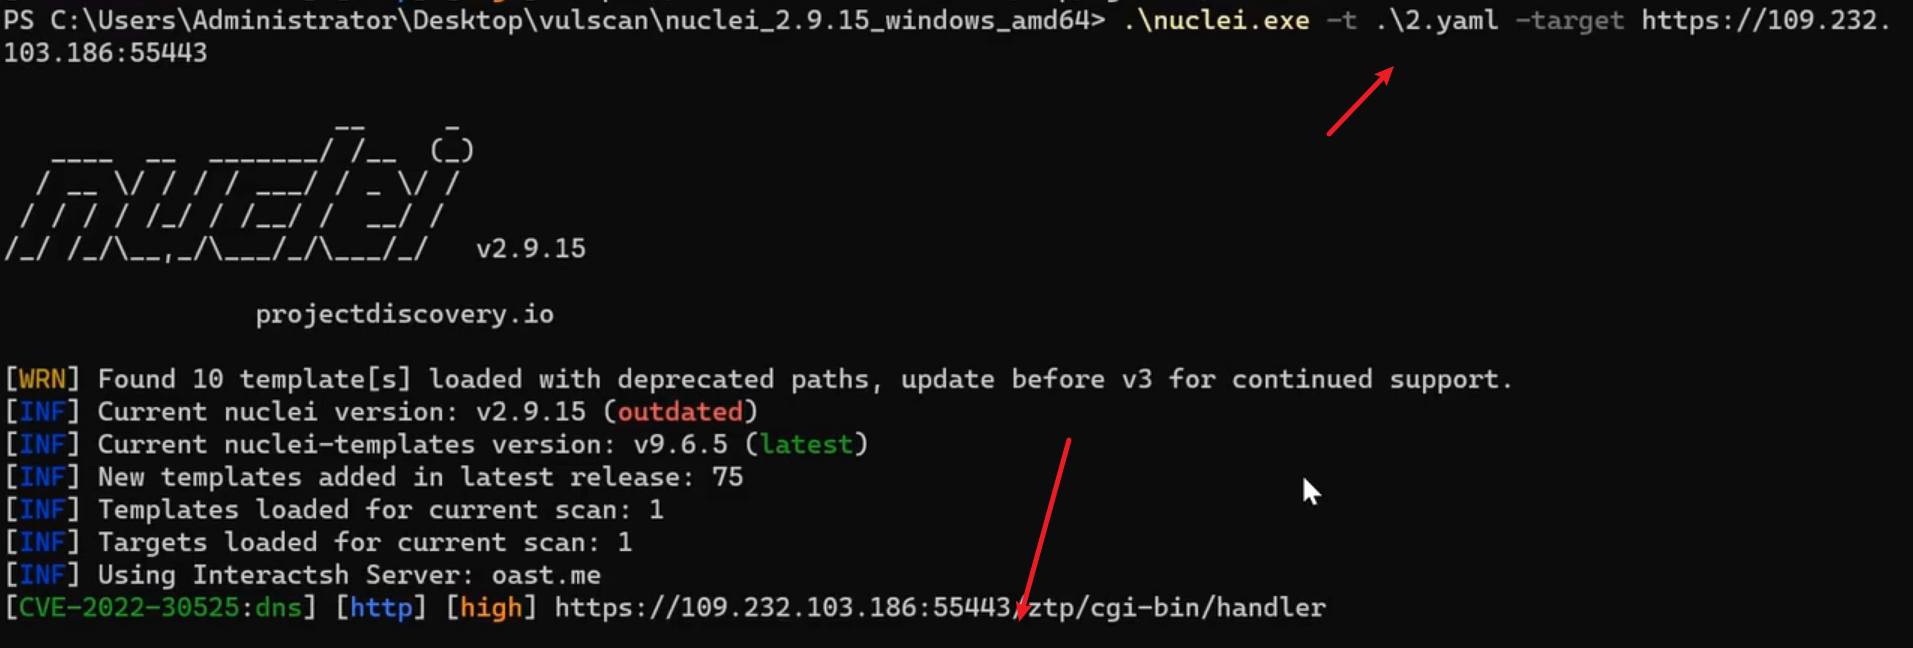 PS C:\Users\Administrator\Desktop\vulscan\nuclei_2.9.15_windows_amd64> .\nuclei.exe -t .\2.yaml -target https://109.232.
103.186:55443
                     __     _
   ____  __  _______/ /__  (_)
  / __ \/ / / / ___/ / _ \/ /
 / / / / /_/ / /__/ /  __/ /
/_/ /_/\__,_/\___/_/\___/_/   v2.9.15
projectdiscovery.io
[WRN] Found 10 template[s] loaded with deprecated paths, update before v3 for continued support.
[INF] Current nuclei version: v2.9.15 (outdated)
[INF] Current nuclei-templates version: v9.6.5 (latest)
[INF] New templates added in latest release: 75
[INF] Templates loaded for current scan: 1
[INF] Targets loaded for current scan: 1
[INF] Using Interactsh Server: oast.me
[CVE-2022-30525:dns] [http] [high] https://109.232.103.186:55443/ztp/cgi-bin/handler